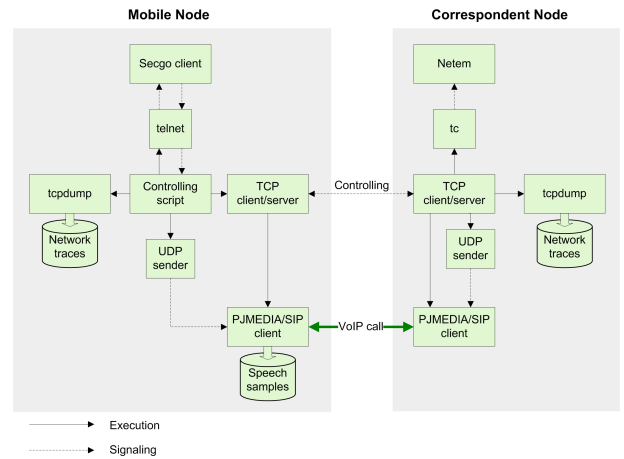 Mobile Node
Correspondent Node
Secgo client
Netem
telnet
tc
tcpdump
Controlling
script
TCP
client/server
Controlling
TCP
client/server
tcpdump
Network
traces
UDP
sender
UDP
sender
Network
traces
PJMEDIA/SIP
client
VoIP call
PJMEDIA/SIP
client
Speech
samples
Execution
Signaling